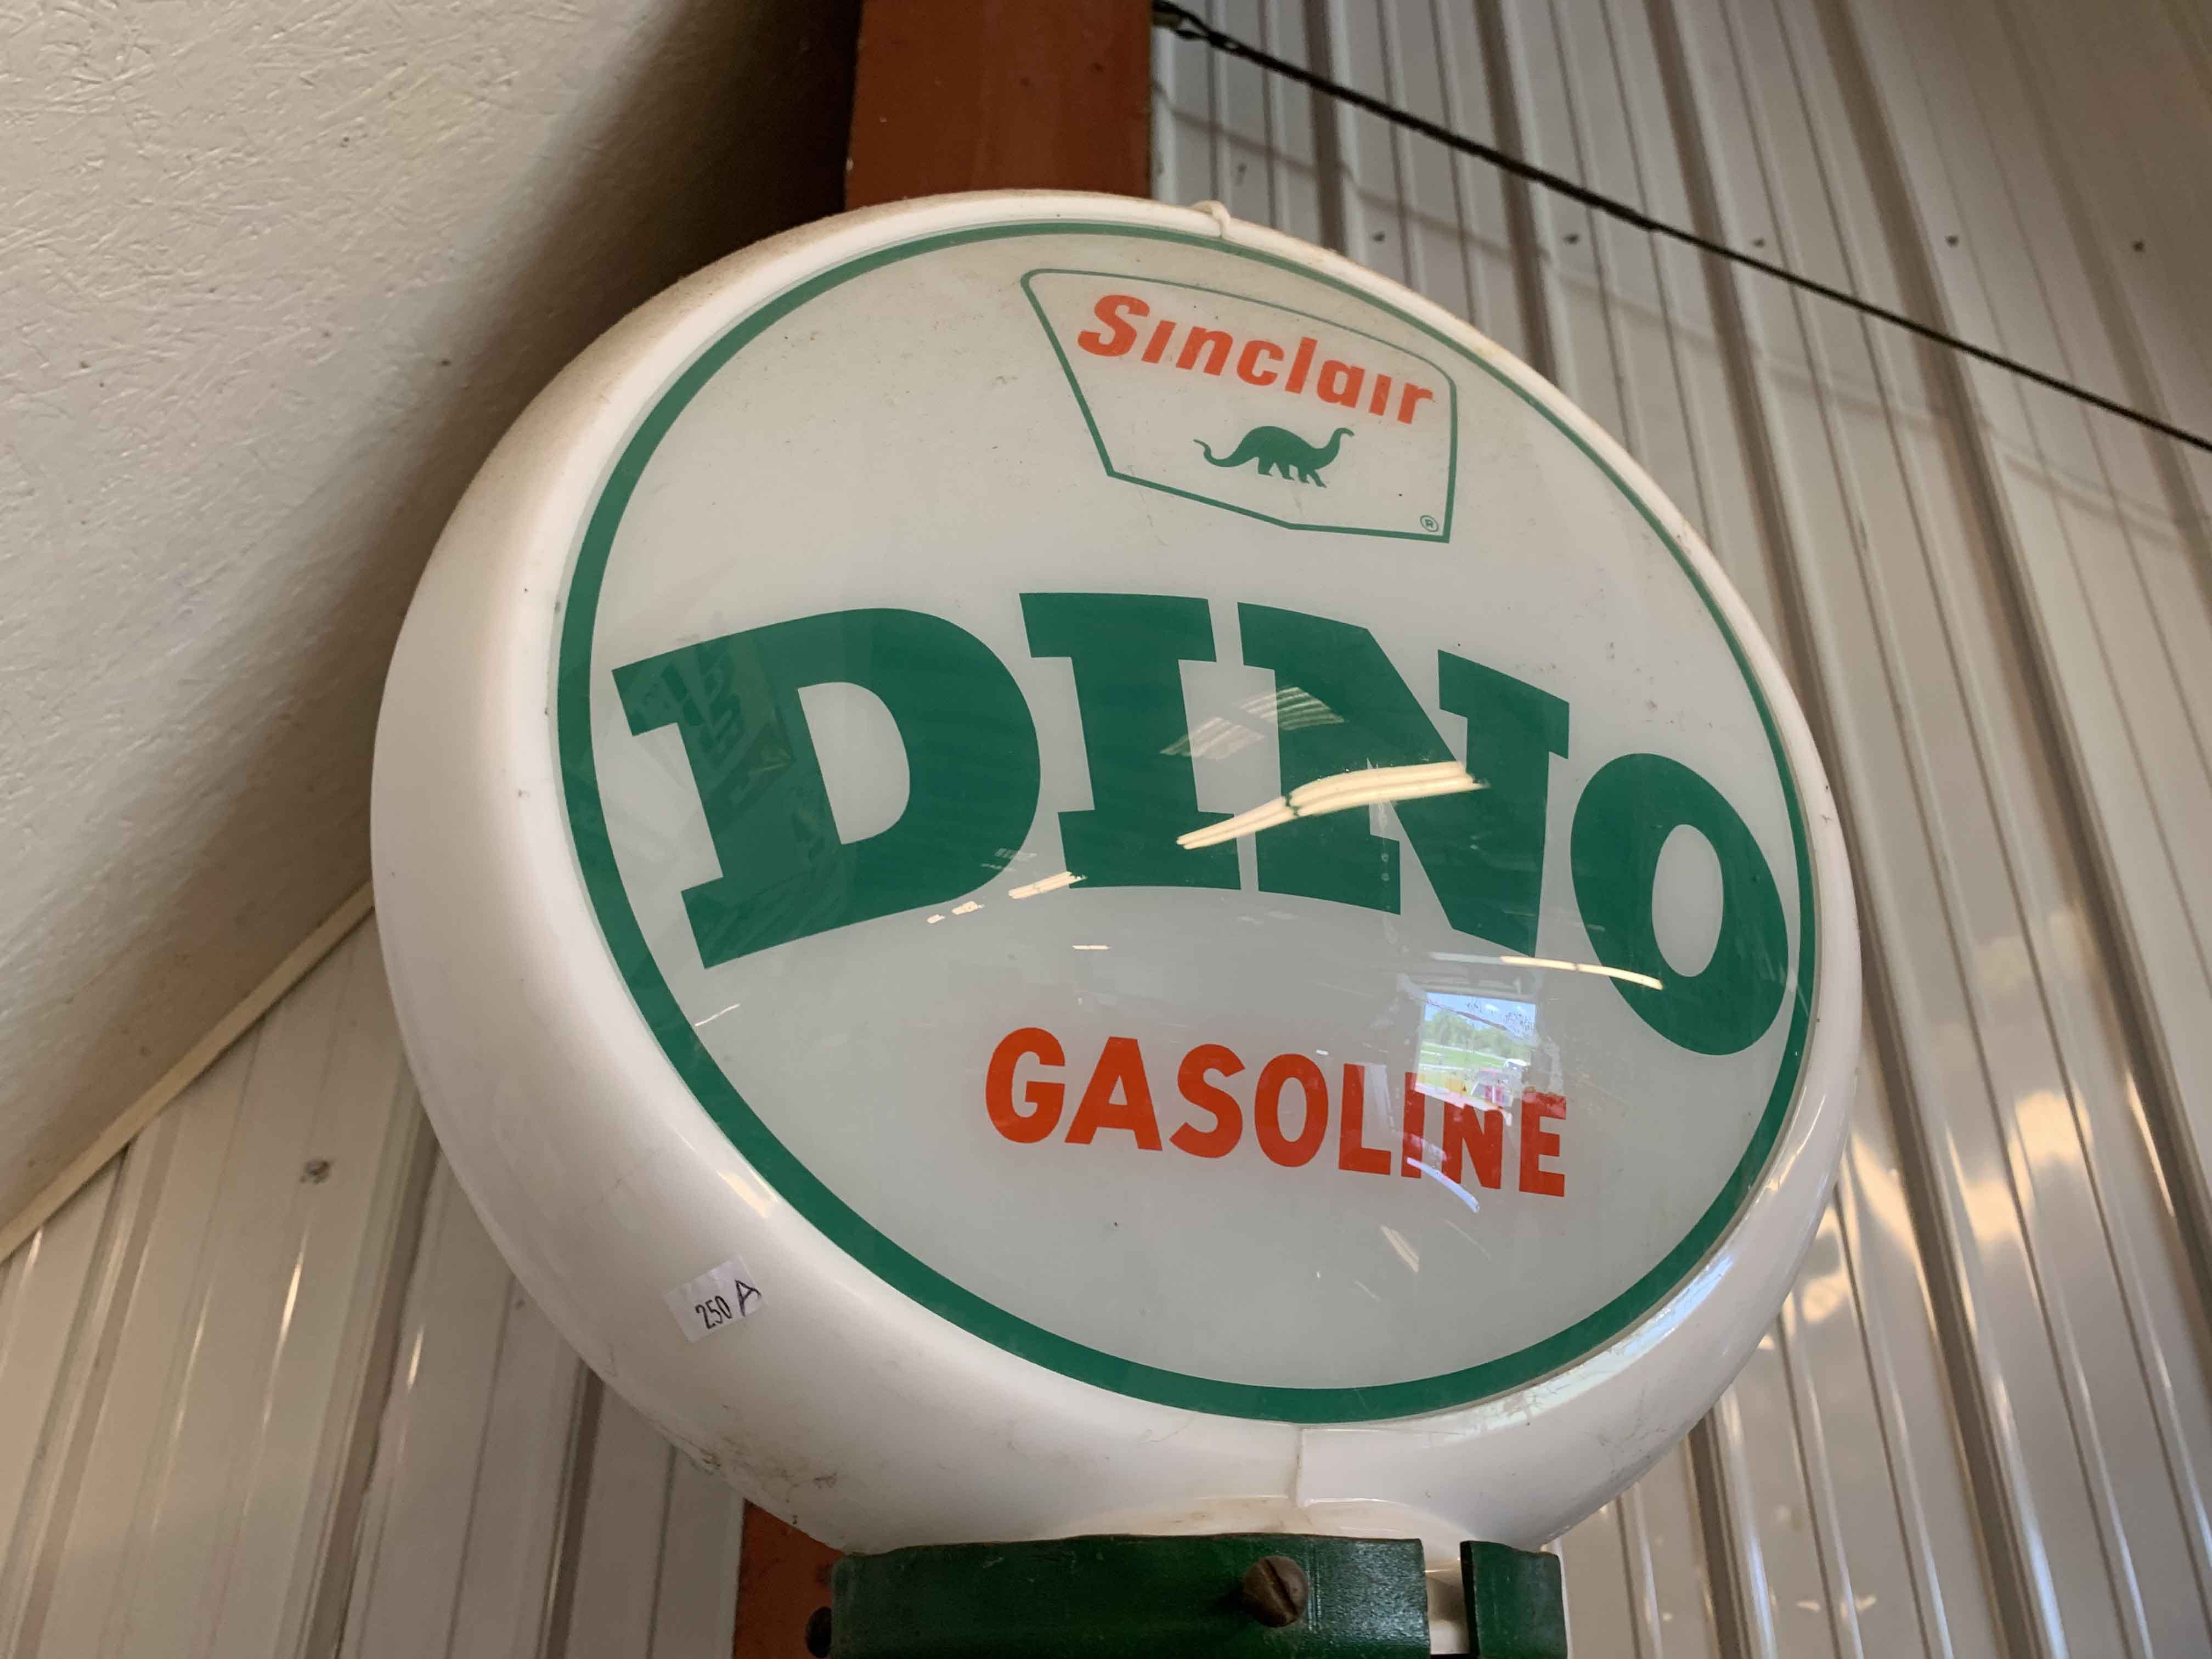 Sinclair
®
DINO
GASOLINE
250 A